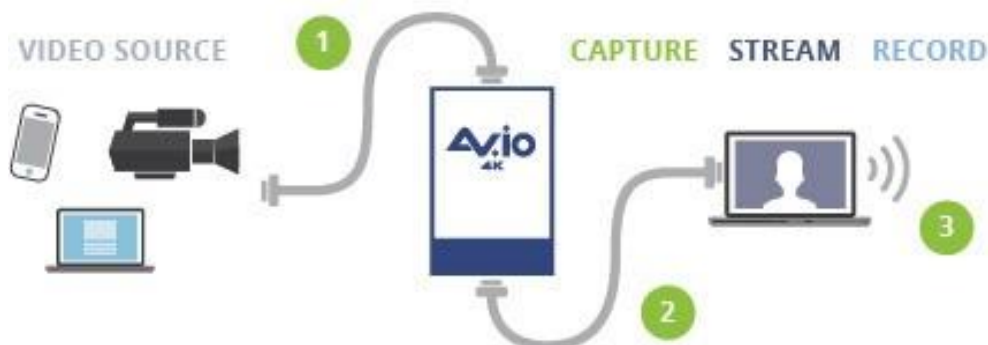 VIDEO SOURCE
1
CAPTURE STREAM RECORD
AV.io
4K
3
2